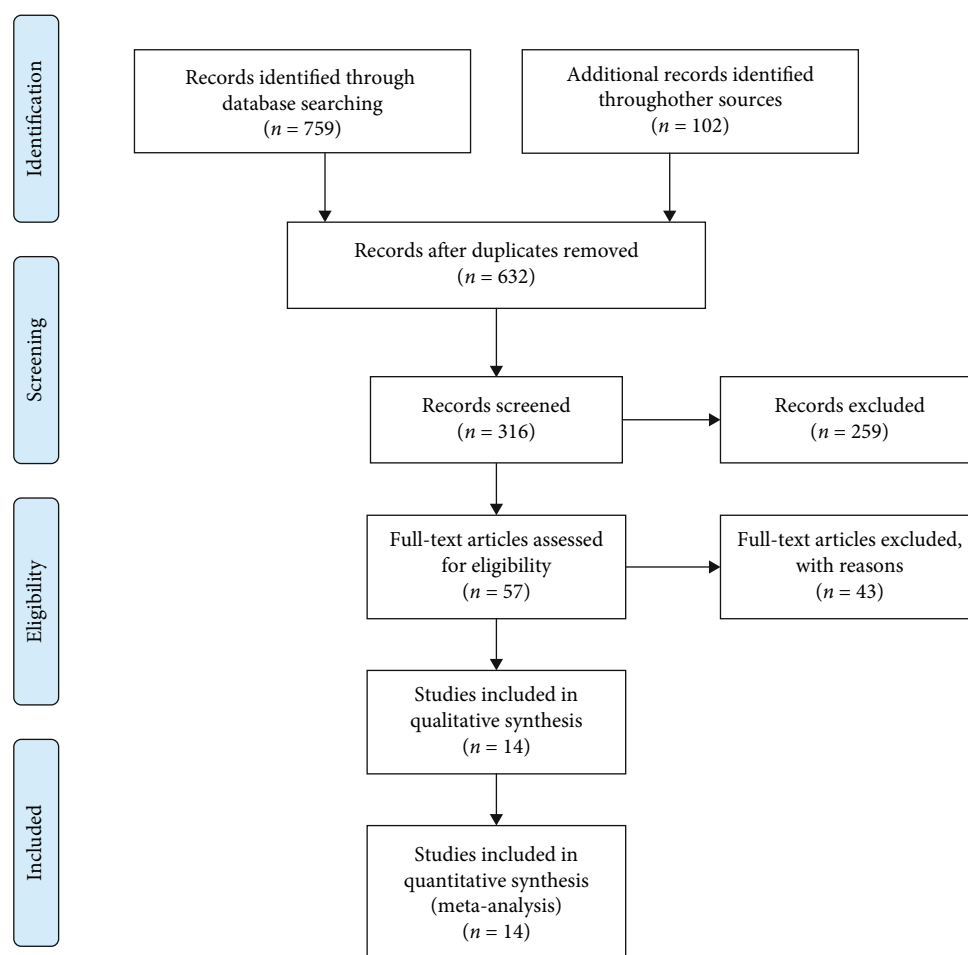 Identification
Records identified through
database searching
(n = 759)
Additional records identified
throughother sources
(n = 102)
Records after duplicates removed
(n = 632)
Screening
Records screened
(n = 316)
Records excluded
(n = 259)
Eligibility
Full-text articles assessed
for eligibility
(n = 57)
Full-text articles excluded,
with reasons
(n = 43)
Studies included in
qualitative synthesis
(n = 14)
Included
Studies included in
quantitative synthesis
(meta-analysis)
(n = 14)